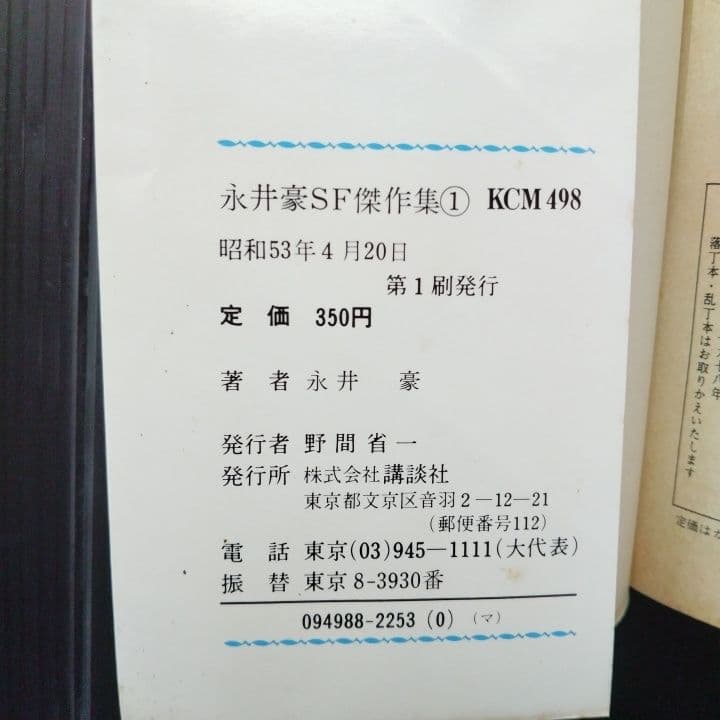 永井豪SF傑作集① KCM498
昭和53年4月20日
第1刷発行
定価 350円
著者 永井 豪
発行者 野間省一
発行所 株式会社講談社
東京都文京区音羽2-12-21
(郵便番号112)
電話 東京(03)945-1111(大代表)
振替 東京8-3930番
094988-2253 (0) (マ)
落丁本・乱丁本はお取りかえいたします
定価はカ